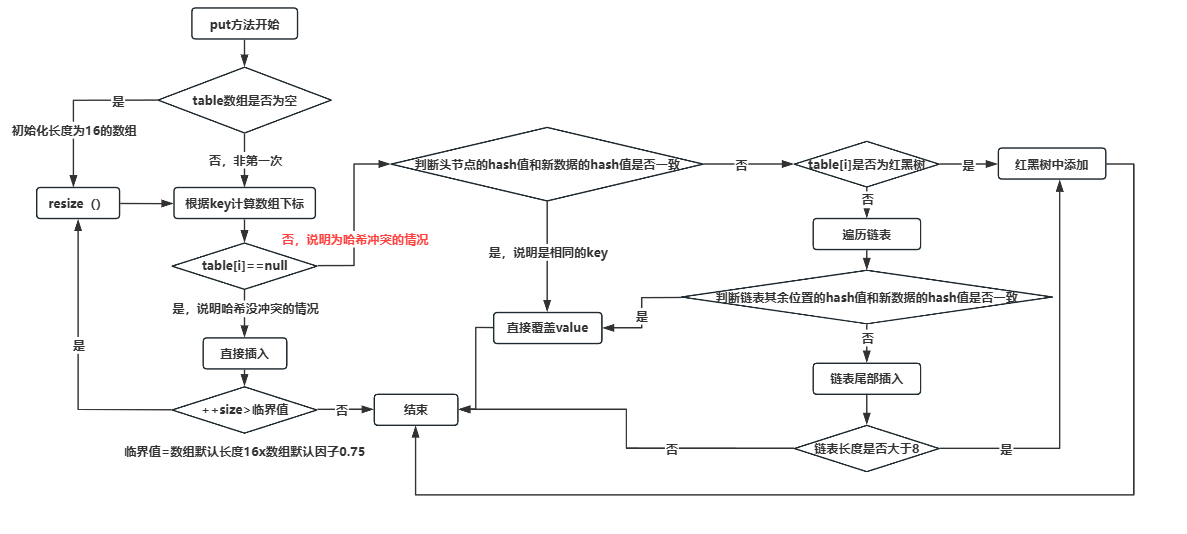 put方法开始
table数组是否为空
是
初始化长度为16的数组
否，非第一次
resize（）
根据key计算数组下标
否，说明为哈希冲突的情况
table[i]==null
是，说明哈希没冲突的情况
直接插入
是
++size>临界值
否
结束
临界值=数组默认长度16x数组默认因子0.75
判断头节点的hash值和新数据的hash值是否一致
否
是，说明是相同的key
直接覆盖value
table[i]是否为红黑树
是
红黑树中添加
否
遍历链表
判断链表其余位置的hash值和新数据的hash值是否一致
是
否
链表尾部插入
链表长度是否大于8
否
是